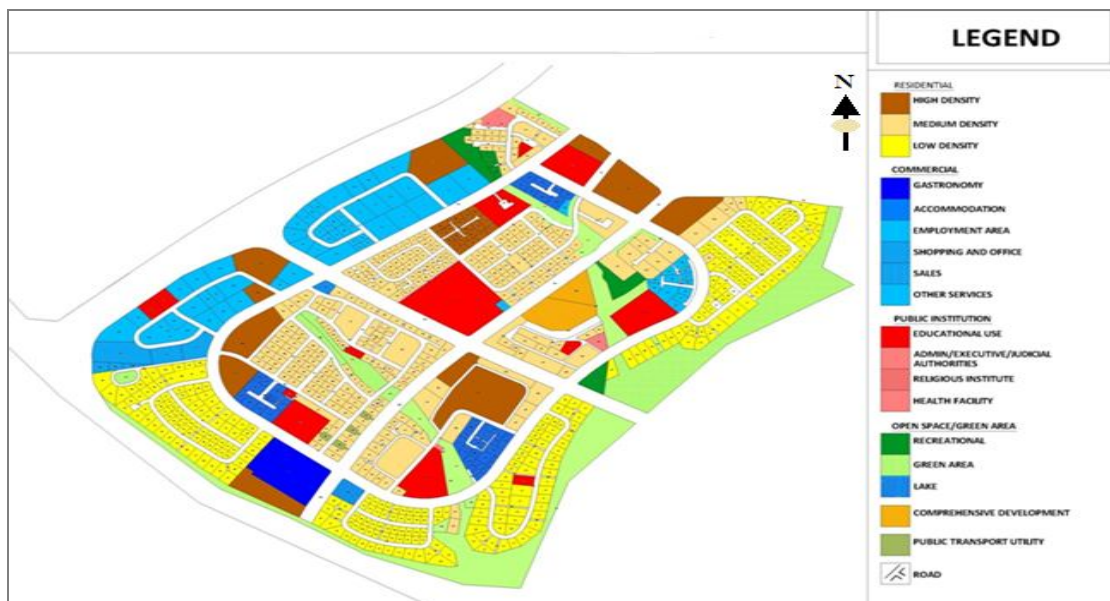 LEGEND
N
RESIDENTIAL
HIGH DENSITY
MEDIUM DENSITY
LOW DENSITY
COMMERCIAL
GASTRONOMY
ACCOMMODATION
EMPLOYMENT AREA
SHOPPING AND OFFICE
SALES
OTHER SERVICES
PUBLIC INSTITUTION
EDUCATIONAL USE
ADMIN/EXECUTIVE/JUDICIAL
AUTHORITIES
RELIGIOUS INSTITUTE
HEALTH FACILITY
OPEN SPACE/GREEN AREA
RECREATIONAL
GREEN AREA
LAKE
COMPREHENSIVE DEVELOPMENT
PUBLIC TRANSPORT UTILITY
ROAD